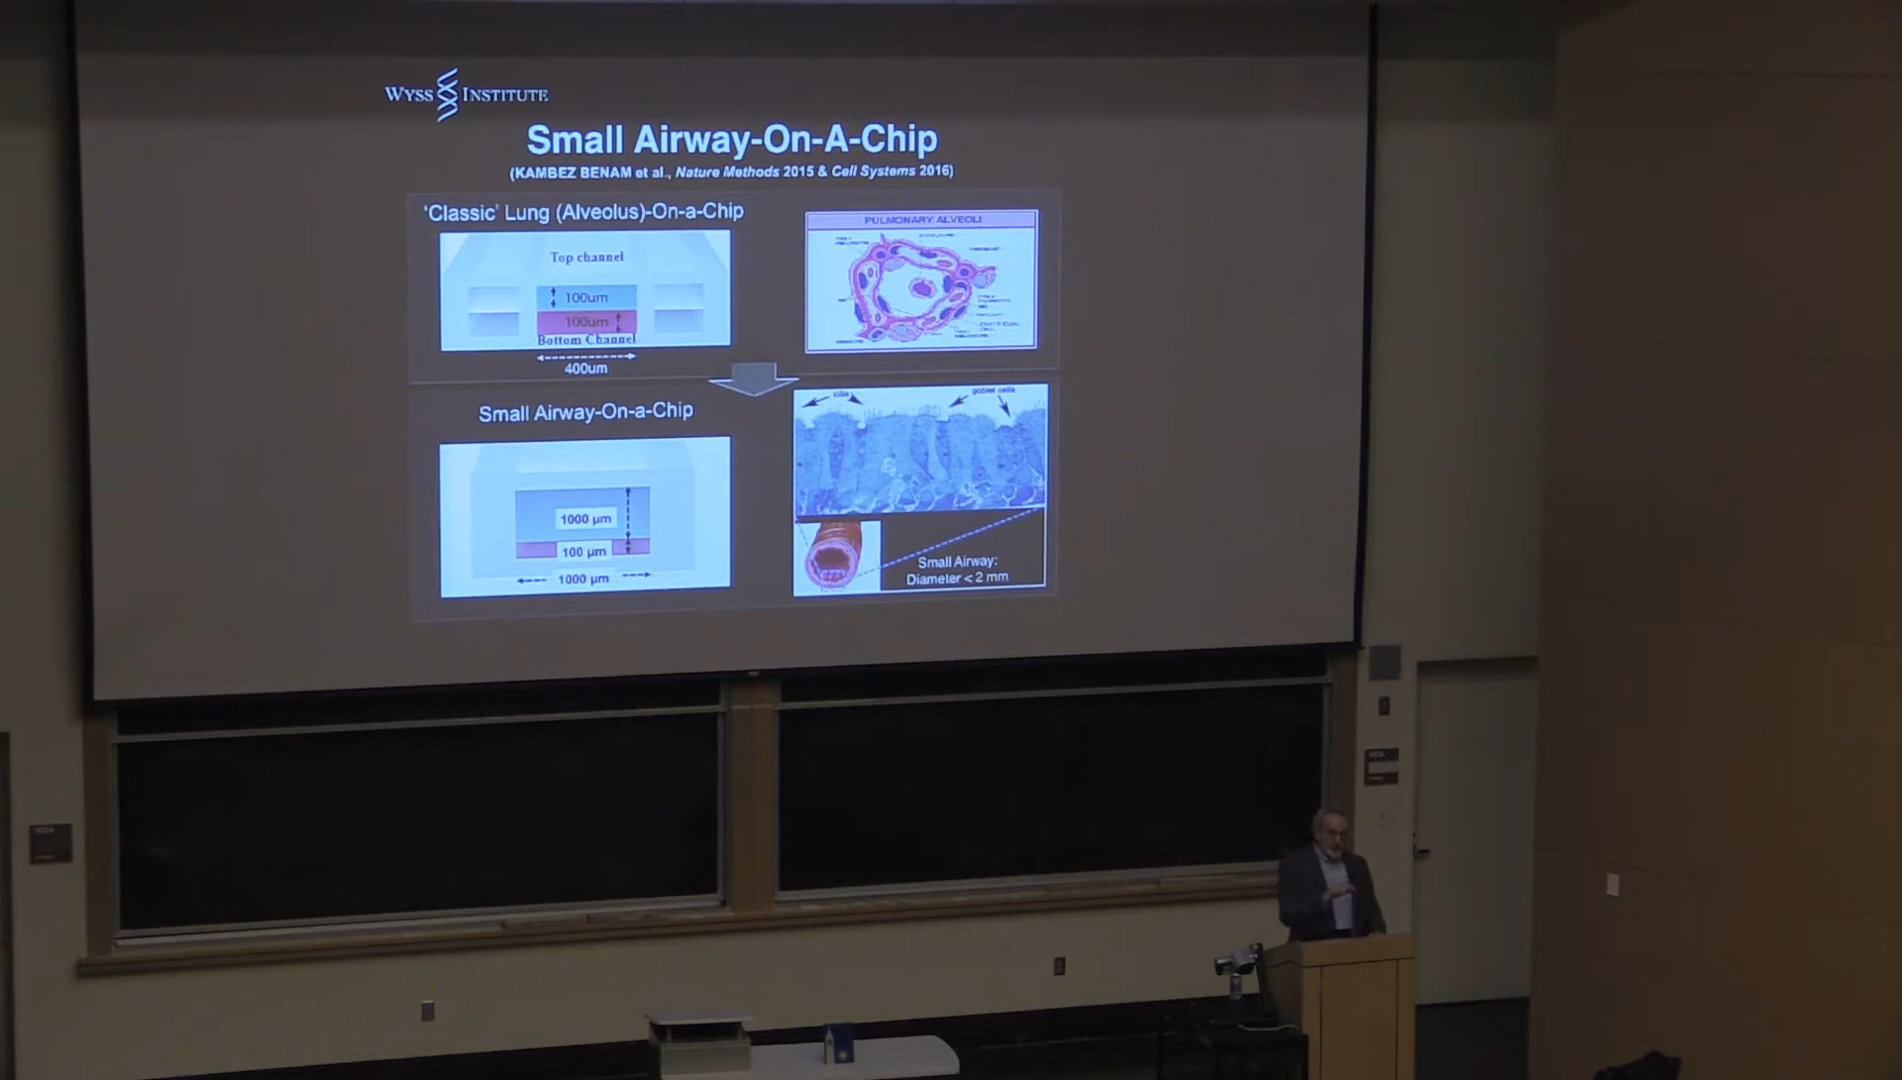 WYSS INSTITUTE
Small Airway-On-A-Chip
(KAMBEZ BENAM et al., Nature Methods 2015 & Cell Systems 2016)
'Classic' Lung (Alveolus)-On-a-Chip
Top channel
100um
100um
Bottom Channel
400um
PULMONARY ALVEOLI
Small Airway-On-a-Chip
1000 µm
100 µm
1000 µm
cilia
goblet cells
Small Airway:
Diameter < 2 mm